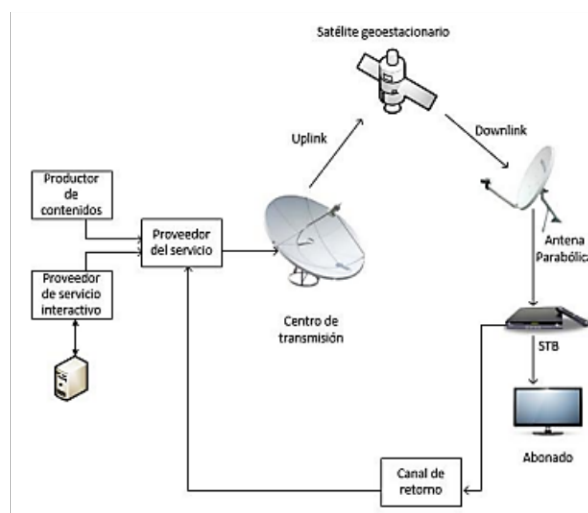 Satélite geoestacionario
Uplink
Downlink
Productor
de
contenidos
Proveedor
del servicio
Antena
Parabólica
Proveedor
de servicio
interactivo
Centro de
transmisión
STB
Abonado
Canal de
retorno